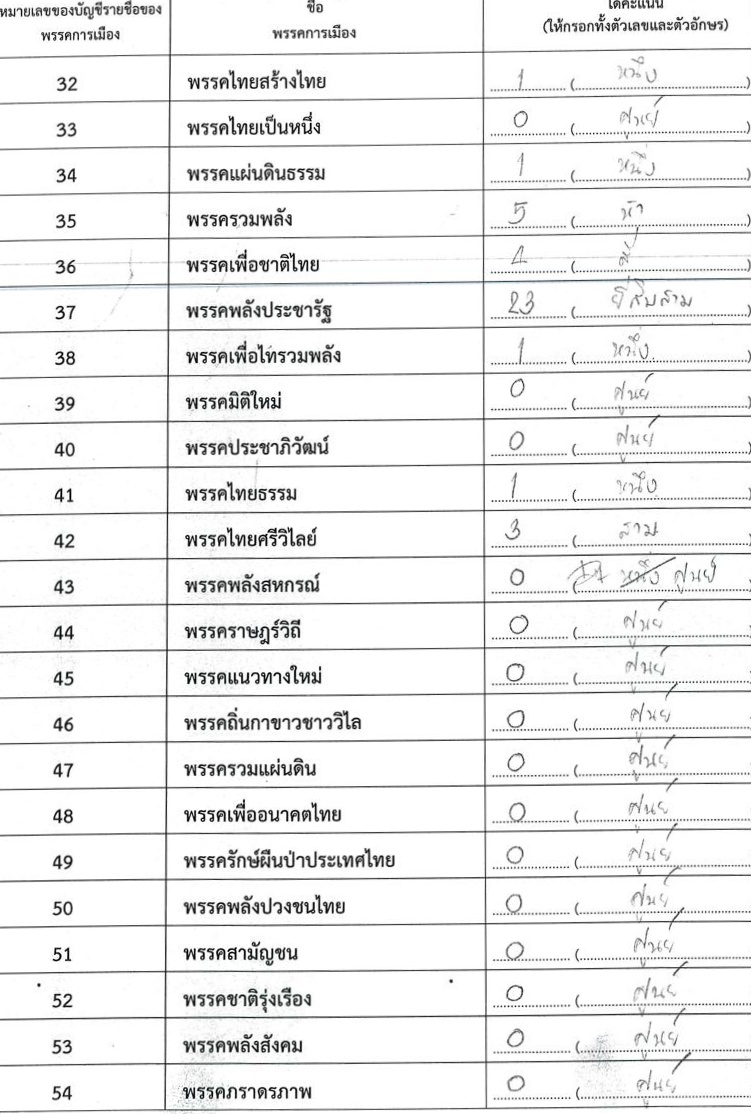 หมายเลขของบัญชีรายชื่อของ ชื่อ ได้คะแนน
พรรคการเมือง พรรคการเมือง (ให้กรอกทั้งตัวเลขและตัวอักษร)
32 พรรคไทยสร้างไทย 1 (หนึ่ง)
33 พรรคไทยเป็นหนึ่ง 0 (ศูนย์)
34 พรรคแผ่นดินธรรม 1 (หนึ่ง)
35 พรรครวมพลัง 5 (ห้า)
36 พรรคเพื่อชาติไทย 4 (สี่)
37 พรรคพลังประชารัฐ 23 (ยี่สิบสาม)
38 พรรคเพื่อไทรวมพลัง 1 (หนึ่ง)
39 พรรคมิติใหม่ 0 (ศูนย์)
40 พรรคประชาภิวัฒน์ 0 (ศูนย์)
41 พรรคไทยธรรม 1 (หนึ่ง)
42 พรรคไทยศรีวิไลย์ 3 (สาม)
43 พรรคพลังสหกรณ์ 0 (หนึ่ง ศูนย์
44 พรรคราษฎร์วิถี 0 (ศูนย์
45 พรรคแนวทางใหม่ 0 (ศูนย์
46 พรรคถิ่นกาขาวชาววิไล 0 (ศูนย์
47 พรรครวมแผ่นดิน 0 (ศูนย์
48 พรรคเพื่ออนาคตไทย 0 (ศูนย์
49 พรรครักษ์ผืนป่าประเทศไทย 0 (ศูนย์
50 พรรคพลังปวงชนไทย 0 (ศูนย์
51 พรรคสามัญชน 0 (ศูนย์
52 พรรคชาติรุ่งเรือง 0 (ศูนย์
53 พรรคพลังสังคม 0 (ศูนย์
54 พรรคภราดรภาพ 0 (ศูนย์